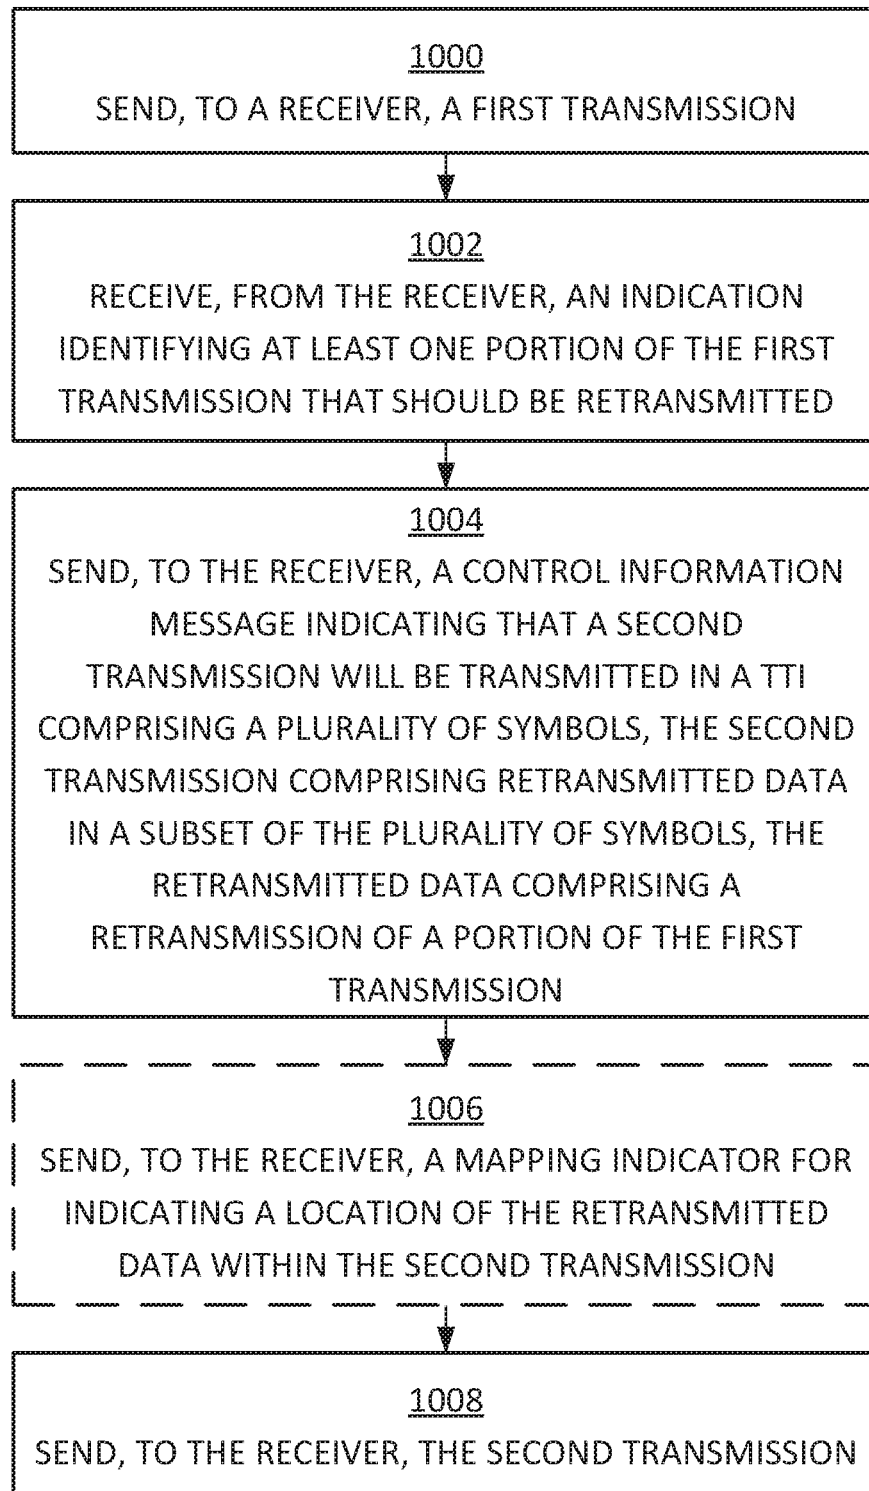 1000
SEND, TO A RECEIVER, A FIRST TRANSMISSION
1002
RECEIVE, FROM THE RECEIVER, AN INDICATION
IDENTIFYING AT LEAST ONE PORTION OF THE FIRST
TRANSMISSION THAT SHOULD BE RETRANSMITTED
1004
SEND, TO THE RECEIVER, A CONTROL INFORMATION
MESSAGE INDICATING THAT A SECOND
TRANSMISSION WILL BE TRANSMITTED IN A TTI
COMPRISING A PLURALITY OF SYMBOLS, THE SECOND
TRANSMISSION COMPRISING RETRANSMITTED DATA
IN A SUBSET OF THE PLURALITY OF SYMBOLS, THE
RETRANSMITTED DATA COMPRISING A
RETRANSMISSION OF A PORTION OF THE FIRST
TRANSMISSION
1006
SEND, TO THE RECEIVER, A MAPPING INDICATOR FOR
INDICATING A LOCATION OF THE RETRANSMITTED
DATA WITHIN THE SECOND TRANSMISSION
1008
SEND, TO THE RECEIVER, THE SECOND TRANSMISSION